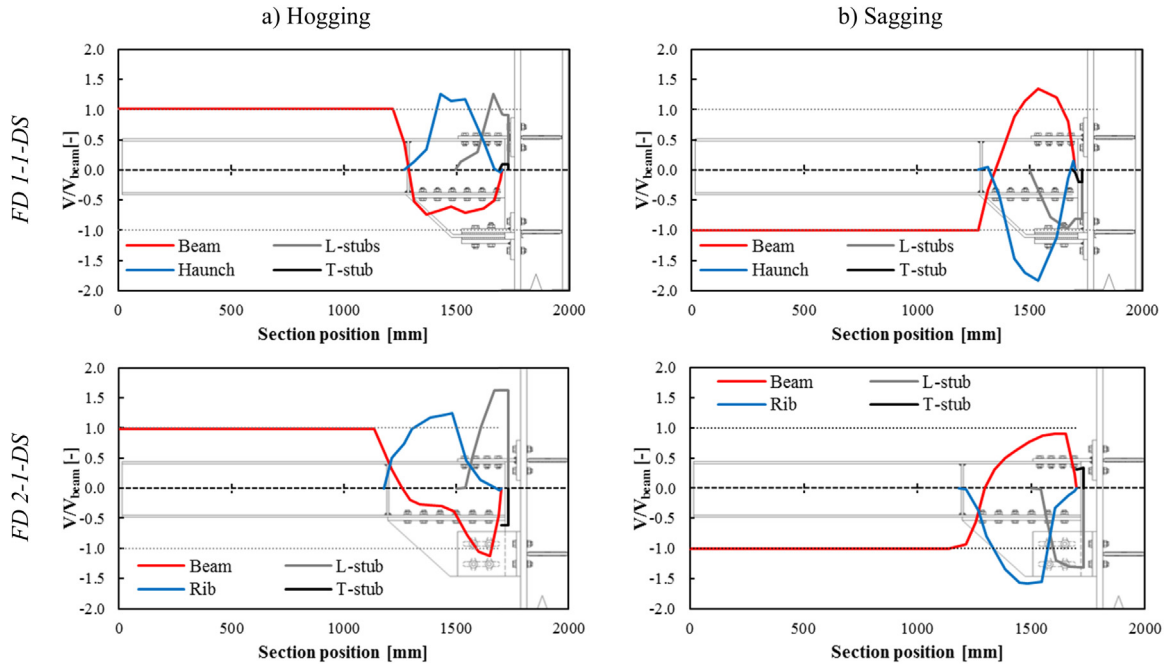 a) Hogging
b) Sagging
FD 1-1-DS
V/V_beam [-]
2.0
1.5
1.0
0.5
0.0
-0.5
-1.0
-1.5
-2.0
Beam
L-stubs
Haunch
T-stub
0
500
1000
1500
2000
Section position [mm]
V/V_beam [-]
2.0
1.5
1.0
0.5
0.0
-0.5
-1.0
-1.5
-2.0
Beam
L-stubs
Haunch
T-stub
0
500
1000
1500
2000
Section position [mm]
FD 2-1-DS
V/V_beam [-]
2.0
1.5
1.0
0.5
0.0
-0.5
-1.0
-1.5
-2.0
Beam
L-stub
Rib
T-stub
0
500
1000
1500
2000
Section position [mm]
V/V_beam [-]
2.0
1.5
1.0
0.5
0.0
-0.5
-1.0
-1.5
-2.0
Beam
L-stub
Rib
T-stub
0
500
1000
1500
2000
Section position [mm]